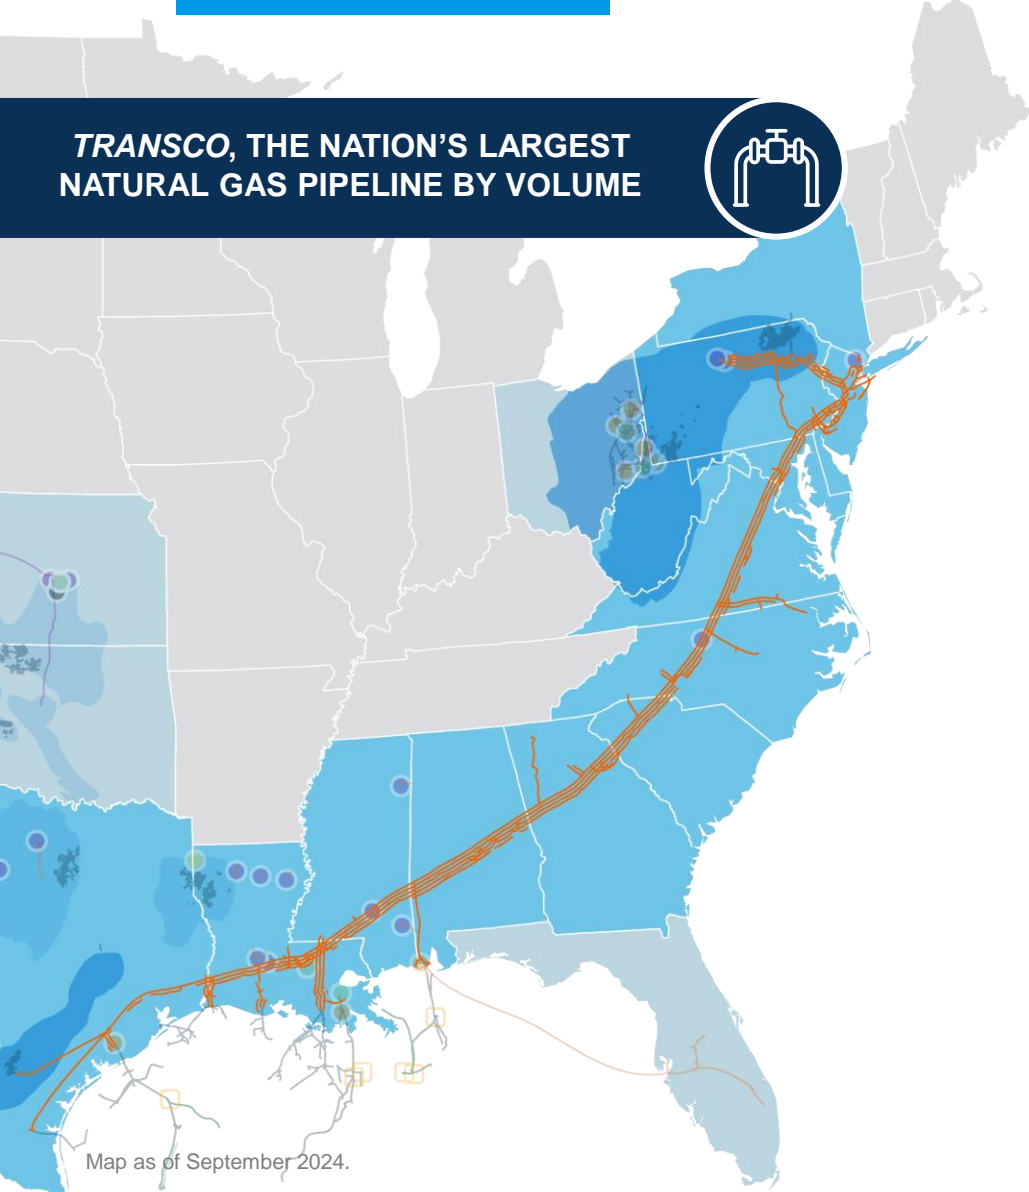 TRANSCO, THE NATION’S LARGEST
NATURAL GAS PIPELINE BY VOLUME
Map as of September 2024.